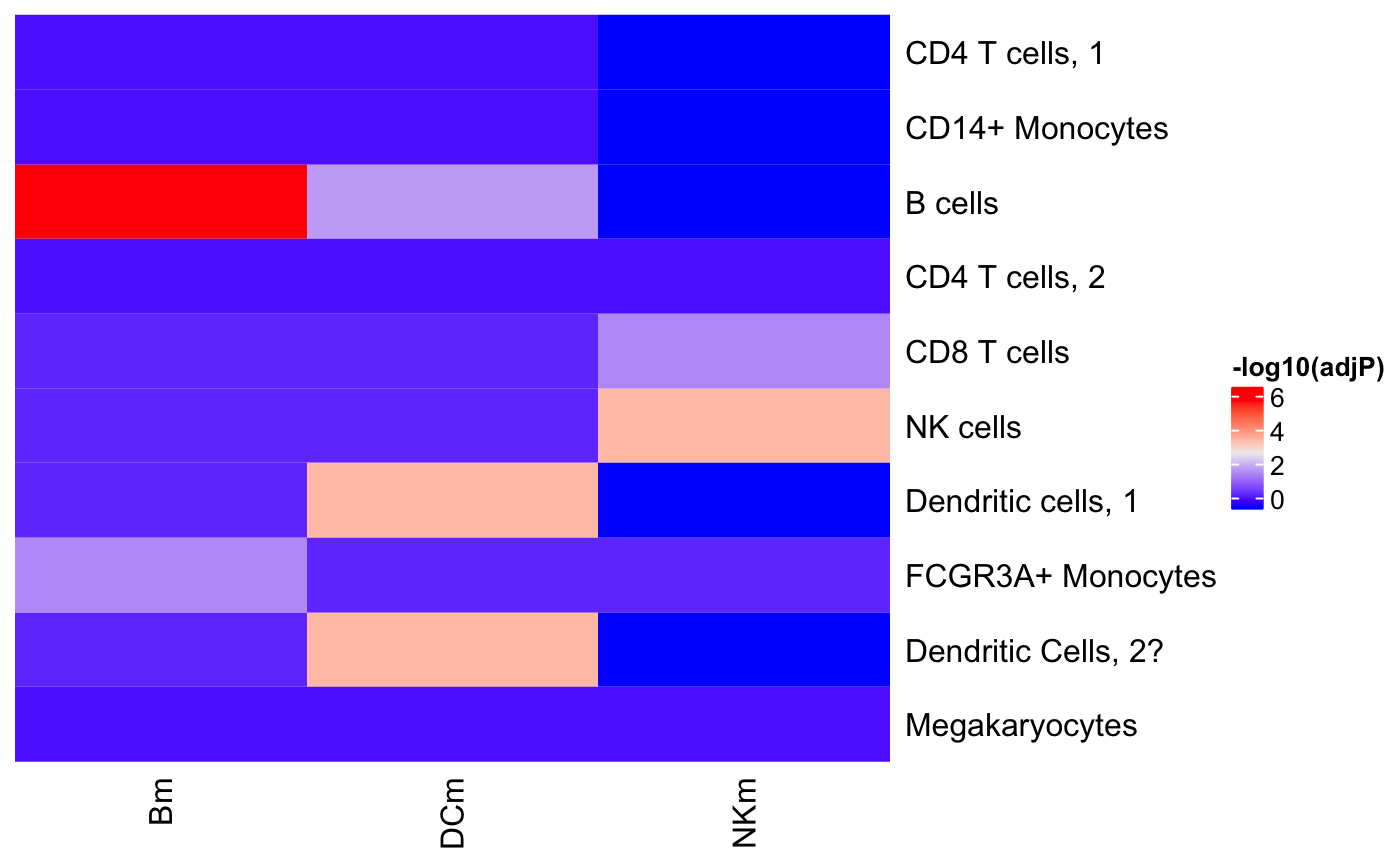 CD4 T cells, 1
CD14+ Monocytes
B cells
CD4 T cells, 2
CD8 T cells
NK cells
Dendritic cells, 1
FCGR3A+ Monocytes
Dendritic Cells, 2?
Megakaryocytes
-log10(adjP)
6
4
2
0
Bm
DCm
NKm